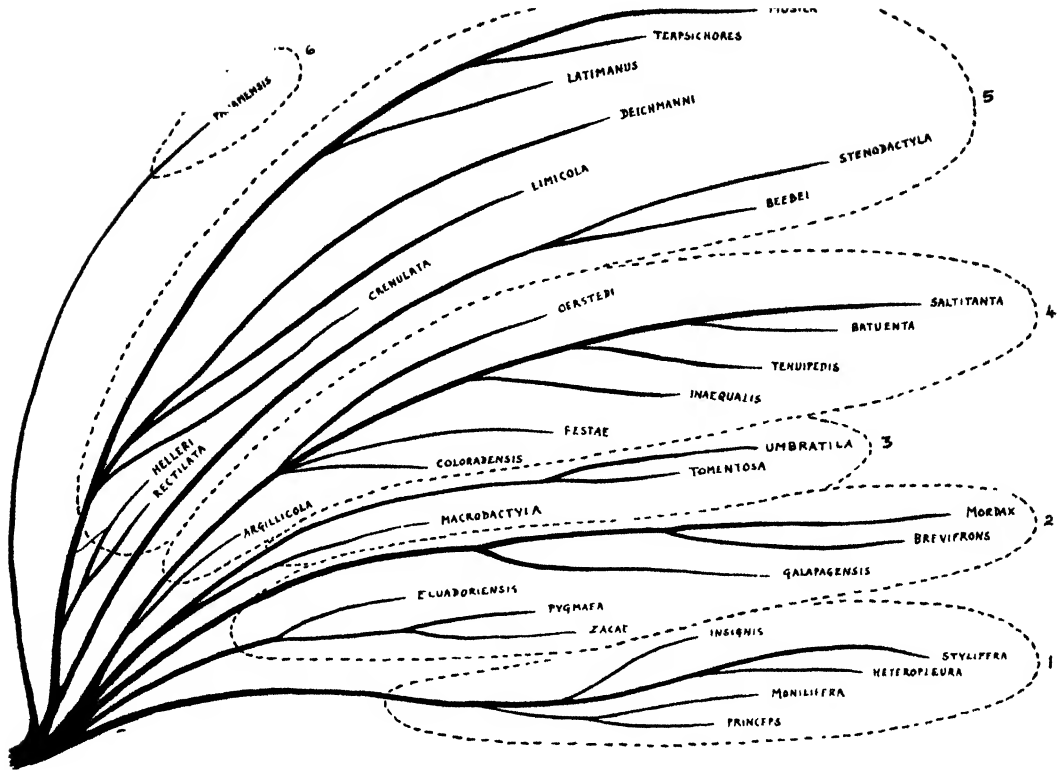 6
TERPSICHORES
LATIMANUS
DEICHMANNI
5
STENODACTYLA
LIMICOLA
BEEBEI
CRENULATA
OERSTEDI
SALTITANTA
4
BATUENTA
TENUIPEDIS
INAEQUALIS
FESTAE
UMBRATILA
3
HELLERI
RECTILATA
COLORADENSIS
TOMENTOSA
ARGILLICOLA
MACRODACTYLA
MORDAX
2
BREVIFRONS
GALAPAGENSIS
ECUADORIENSIS
PYGMAEA
ZACAE
INSIGNIS
STYLIFERA
1
HETEROPLEURA
MONILIFERA
PRINCEPS